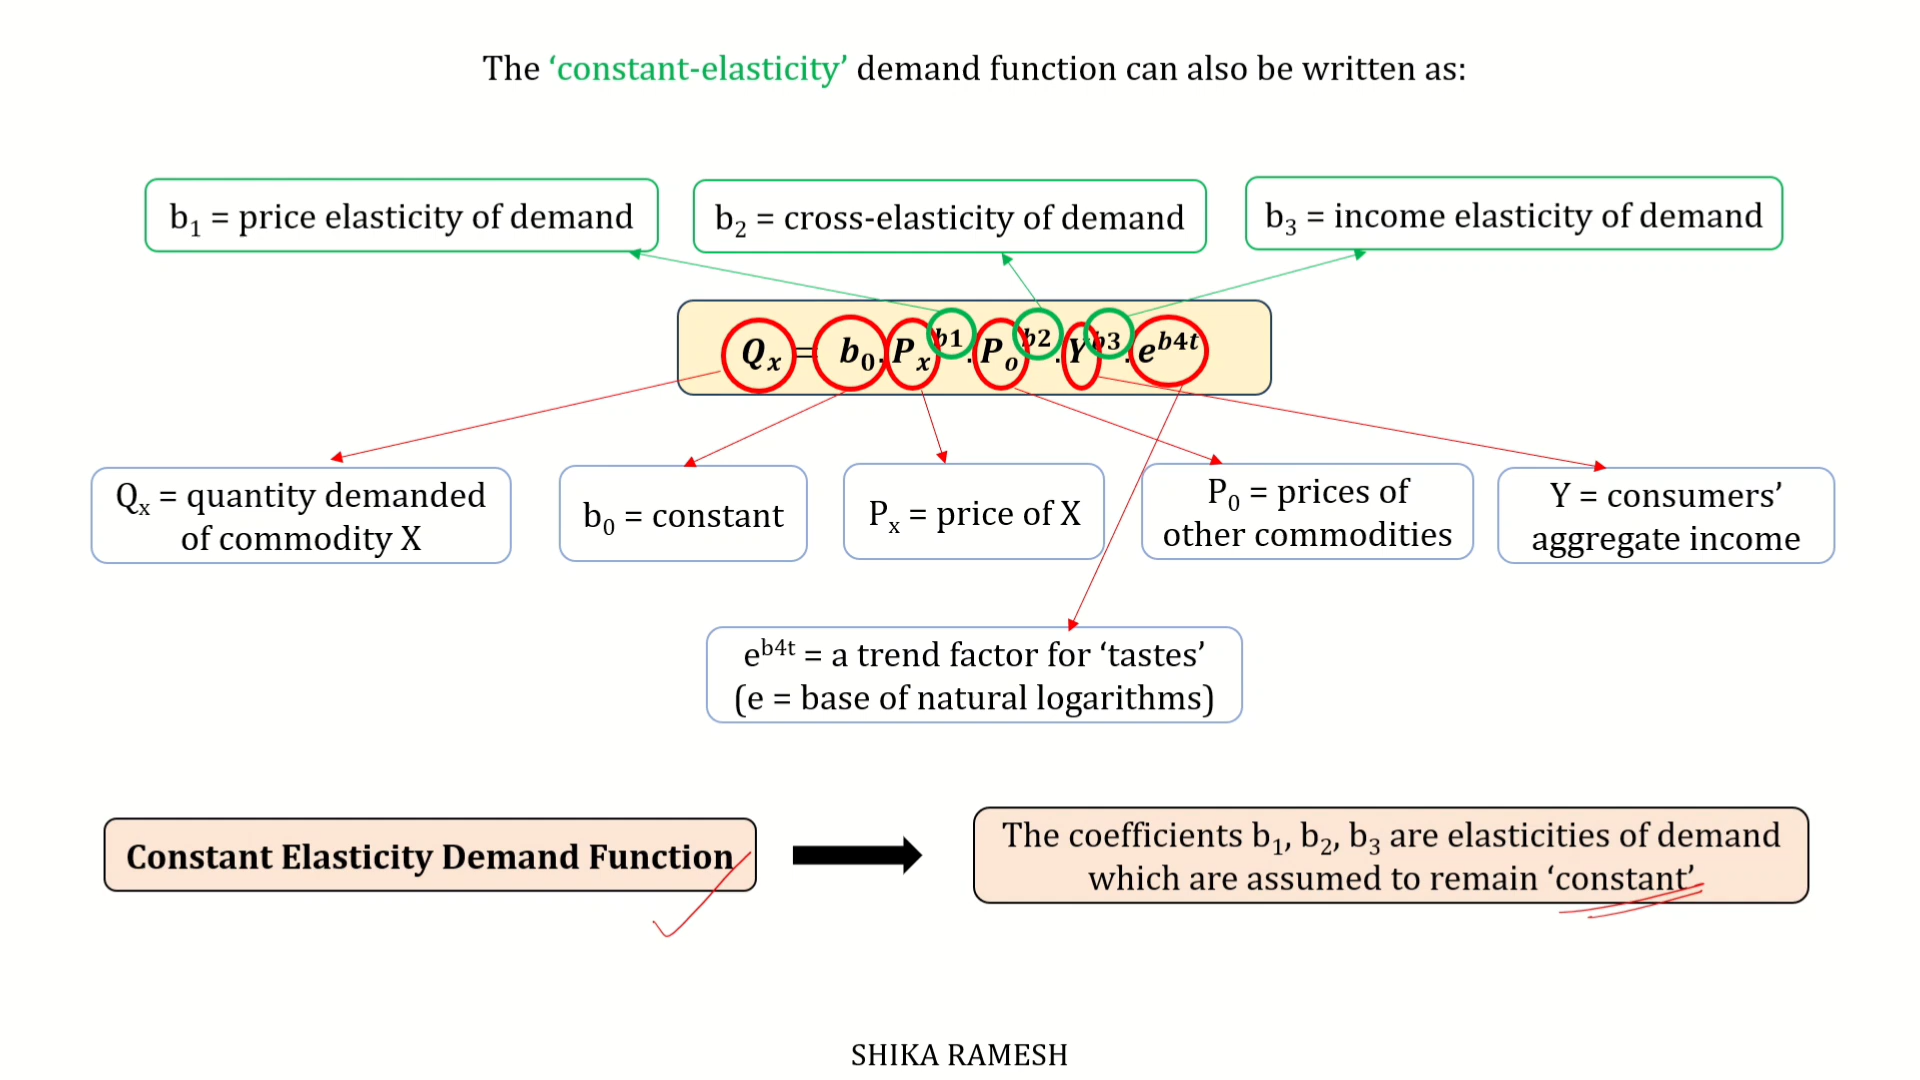 The ‘constant-elasticity’ demand function can also be written as:
b₁ = price elasticity of demand
b₂ = cross-elasticity of demand
b₃ = income elasticity of demand
Qₓ = b₀.Pₓ^b1.Pₒ^b2.Y^b3.e^b4t
Qₓ = quantity demanded
of commodity X
b₀ = constant
Pₓ = price of X
P₀ = prices of
other commodities
Y = consumers’
aggregate income
e^b4t = a trend factor for ‘tastes’
(e = base of natural logarithms)
Constant Elasticity Demand Function
The coefficients b₁, b₂, b₃ are elasticities of demand
which are assumed to remain ‘constant’
SHIKA RAMESH